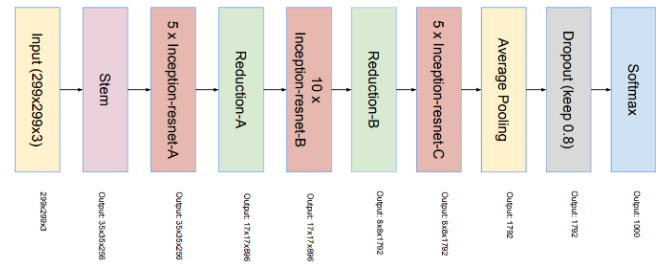 Input (299x299x3)
Stem
5 x Inception-resnet-A
Reduction-A
10 x
Inception-resnet-B
Reduction-B
5 x Inception-resnet-C
Average Pooling
Dropout (keep 0.8)
Softmax
299x299x3
Output: 35x35x256
Output: 35x35x256
Output: 17x17x896
Output: 17x17x896
Output: 8x8x1792
Output: 8x8x1792
Output: 1792
Output: 1792
Output: 1000